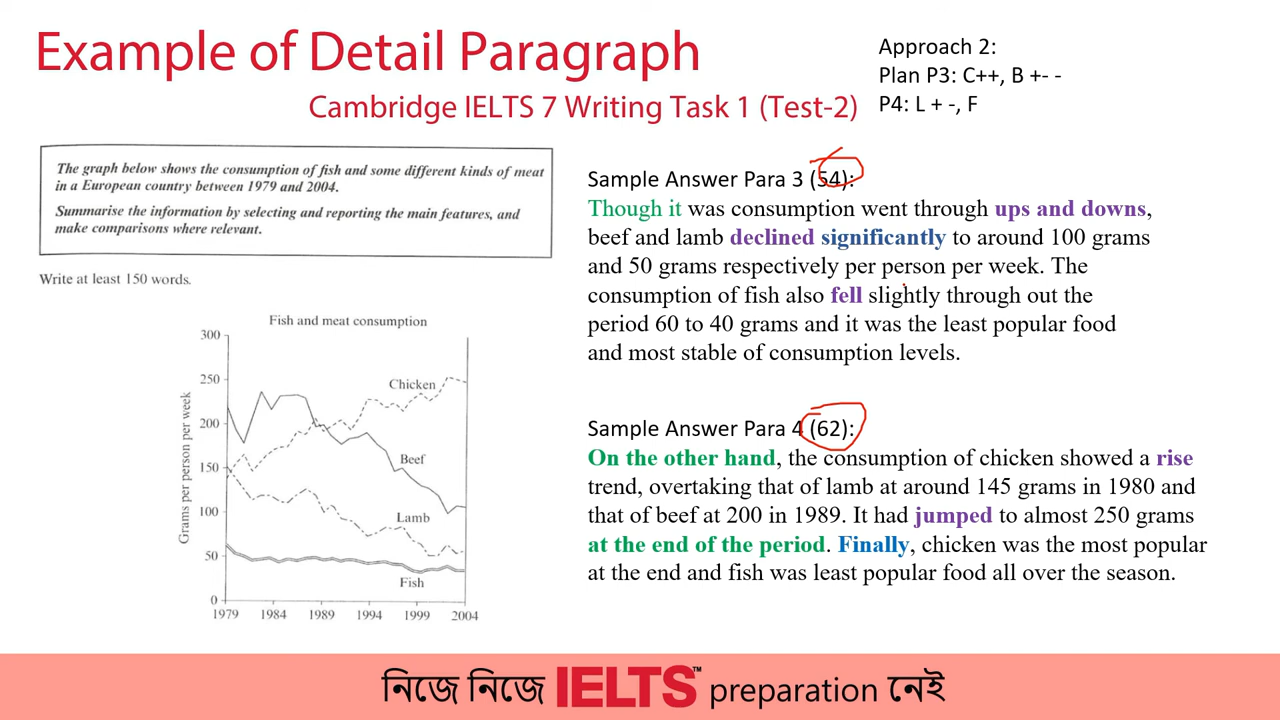 Example of Detail Paragraph
Cambridge IELTS 7 Writing Task 1 (Test-2)
Approach 2:
Plan P3: C++, B +- -
P4: L + -, F
The graph below shows the consumption of fish and some different kinds of meat
in a European country between 1979 and 2004.
Summarise the information by selecting and reporting the main features, and
make comparisons where relevant.
Write at least 150 words.
Fish and meat consumption
Grams per person per week
300
250
200
150
100
50
0
Chicken
Beef
Lamb
Fish
1979 1984 1989 1994 1999 2004
Sample Answer Para 3 (54):
Though it was consumption went through ups and downs,
beef and lamb declined significantly to around 100 grams
and 50 grams respectively per person per week. The
consumption of fish also fell slightly through out the
period 60 to 40 grams and it was the least popular food
and most stable of consumption levels.
Sample Answer Para 4 (62):
On the other hand, the consumption of chicken showed a rise
trend, overtaking that of lamb at around 145 grams in 1980 and
that of beef at 200 in 1989. It had jumped to almost 250 grams
at the end of the period. Finally, chicken was the most popular
at the end and fish was least popular food all over the season.
নিজে নিজে IELTS™ preparation নেই